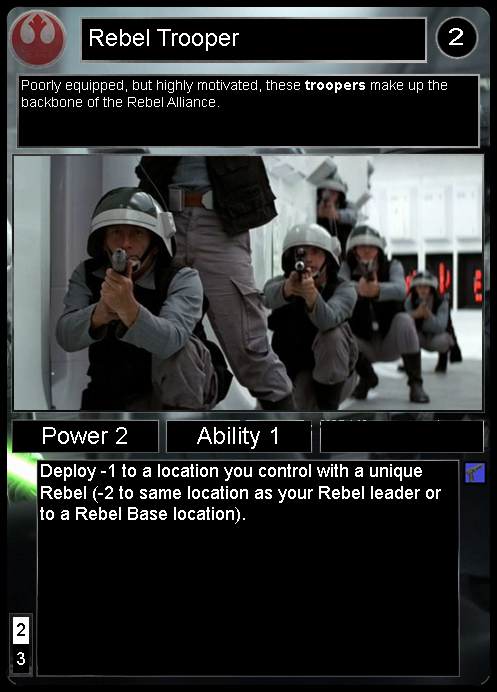 Rebel Trooper
2
Poorly equipped, but highly motivated, these troopers make up the
backbone of the Rebel Alliance.
Power 2
Ability 1
Deploy -1 to a location you control with a unique
Rebel (-2 to same location as your Rebel leader or
to a Rebel Base location).
2
3